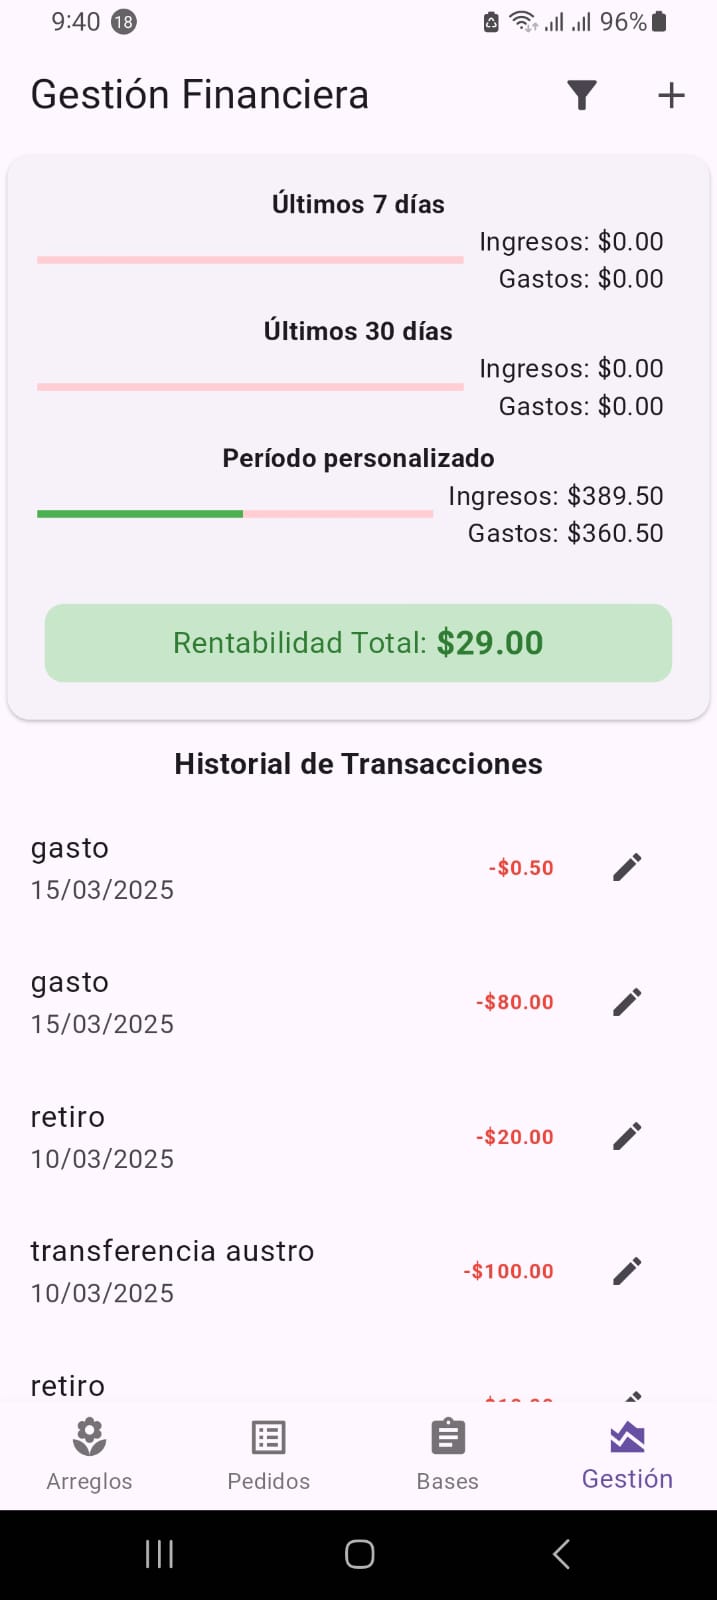 9:40 18 96%
Gestión Financiera
Últimos 7 días
Ingresos: $0.00
Gastos: $0.00
Últimos 30 días
Ingresos: $0.00
Gastos: $0.00
Período personalizado
Ingresos: $389.50
Gastos: $360.50
Rentabilidad Total: $29.00
Historial de Transacciones
gasto
-$0.50
15/03/2025
gasto
-$80.00
15/03/2025
retiro
-$20.00
10/03/2025
transferencia austro
-$100.00
10/03/2025
retiro
Arreglos Pedidos Bases Gestión